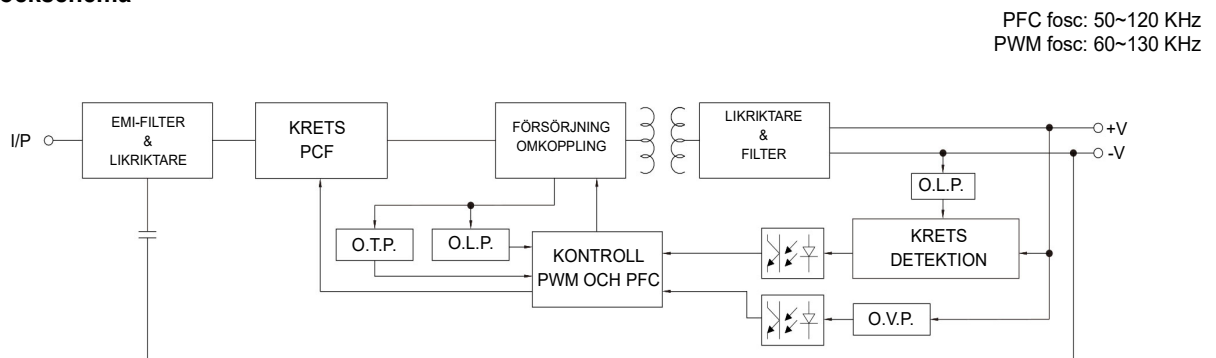 PFC fosc: 50~120 KHz
PWM fosc: 60~130 KHz
I/P
EMI-FILTER
&
LIKRIKTARE
KRETS
PCF
FÖRSÖRJNING
OMKOPPLING
LIKRIKTARE
&
FILTER
+V
-V
O.L.P.
O.T.P.
O.L.P.
KONTROLL
PWM OCH PFC
KRETS
DETEKTION
O.V.P.